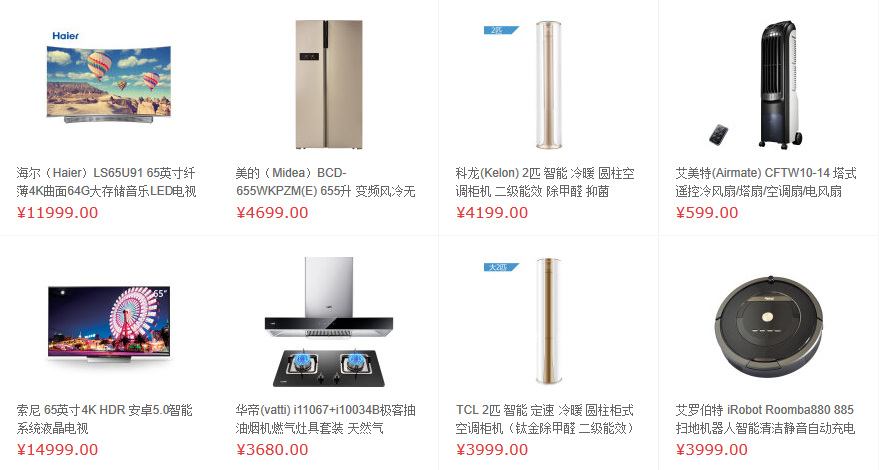 Haier
2匹
海尔（Haier）LS65U91 65英寸纤
薄4K曲面64G大存储音乐LED电视
¥11999.00
美的（Midea）BCD-
655WKPZM(E) 655升 变频风冷无
¥4699.00
科龙(Kelon) 2匹 智能 冷暖 圆柱空
调柜机 二级能效 除甲醛 抑菌
¥4199.00
艾美特(Airmate) CFTW10-14 塔式
遥控冷风扇/塔扇/空调扇/电风扇
¥599.00
65"
大2匹
索尼 65英寸4K HDR 安卓5.0智能
系统液晶电视
¥14999.00
华帝(vatti) i11067+i10034B极客抽
油烟机燃气灶具套装 天然气
¥3680.00
TCL 2匹 智能 定速 冷暖 圆柱柜式
空调柜机（钛金除甲醛 二级能效）
¥3999.00
艾罗伯特 iRobot Roomba880 885
扫地机器人智能清洁静音自动充电
¥3999.00